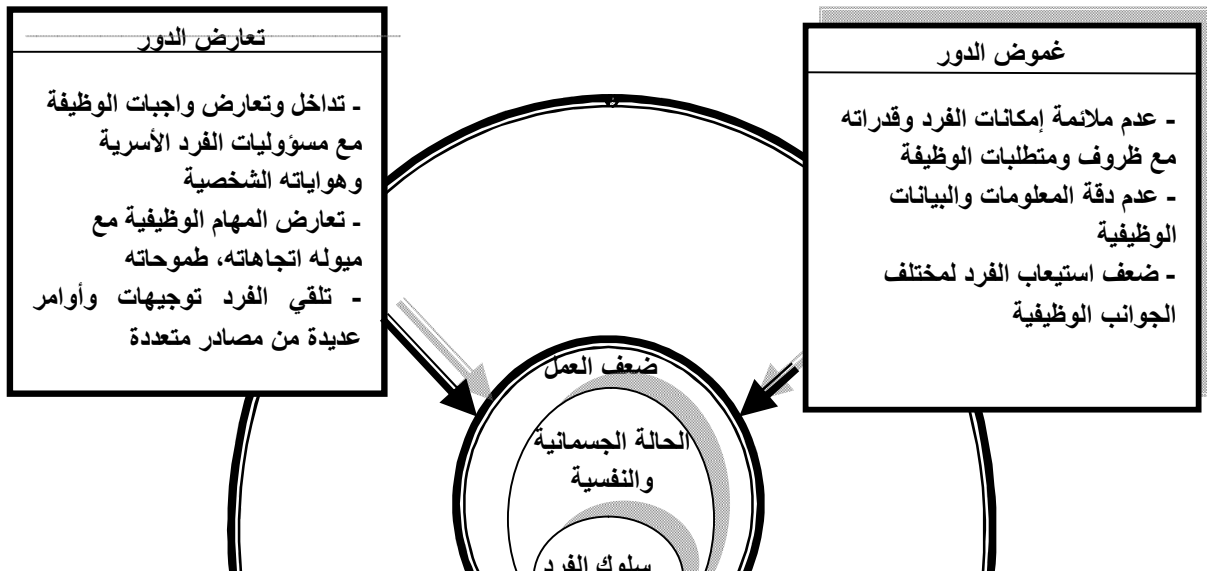 غموض الدور
- عدم ملائمة إمكانات الفرد وقدراته
مع ظروف ومتطلبات الوظيفة
- عدم دقة المعلومات والبيانات
الوظيفية
- ضعف استيعاب الفرد لمختلف
الجوانب الوظيفية
تعارض الدور
- تداخل وتعارض واجبات الوظيفة
مع مسؤوليات الفرد الأسرية
وهواياته الشخصية
- تعارض المهام الوظيفية مع
ميوله اتجاهاته، طموحاته
- تلقي الفرد توجيهات وأوامر
عديدة من مصادر متعددة
ضعف العمل
الحالة الجسمانية
والنفسية
سلوك الفرد